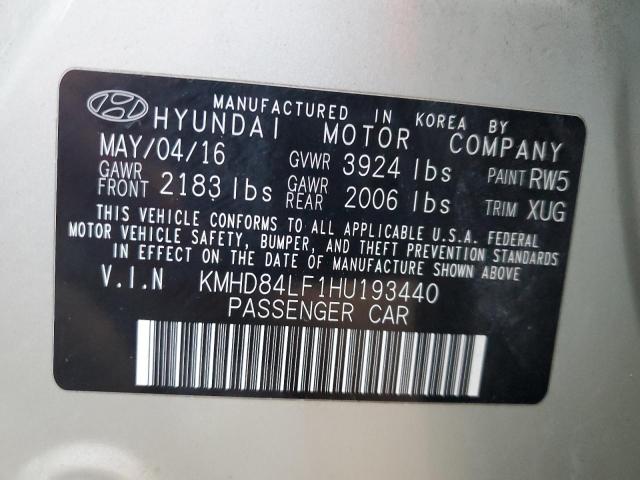 MANUFACTURED IN KOREA BY
HYUNDAI MOTOR COMPANY
MAY/04/16 GVWR 3924 lbs PAINT RW5
GAWR FRONT 2183 lbs GAWR REAR 2006 lbs TRIM XUG
THIS VEHICLE CONFORMS TO ALL APPLICABLE U.S.A. FEDERAL
MOTOR VEHICLE SAFETY, BUMPER, AND THEFT PREVENTION STANDARDS
IN EFFECT ON THE DATE OF MANUFACTURE SHOWN ABOVE.
V.I.N KMHD84LF1HU193440
PASSENGER CAR